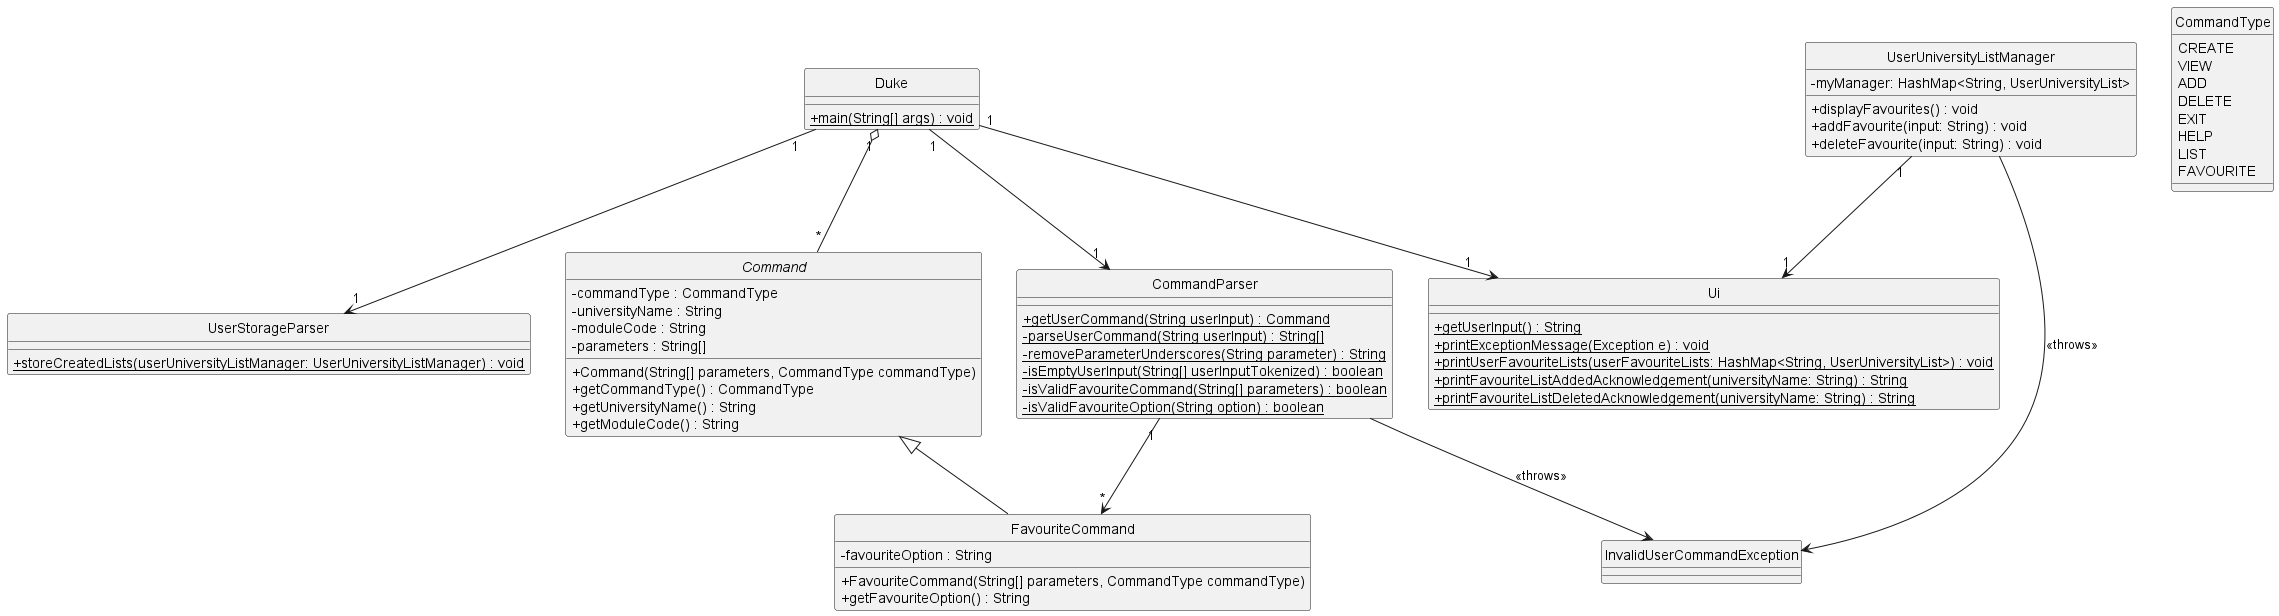 Duke
+main(String[] args) : void
UserUniversityListManager
-myManager: HashMap<String, UserUniversityList>
+displayFavourites() : void
+addFavourite(input: String) : void
+deleteFavourite(input: String) : void
CommandType
CREATE
VIEW
ADD
DELETE
EXIT
HELP
LIST
FAVOURITE
1
1
1
1
1
1
*
1
1
1
UserStorageParser
+storeCreatedLists(userUniversityListManager: UserUniversityListManager) : void
Command
-commandType : CommandType
-universityName : String
-moduleCode : String
-parameters : String[]
+Command(String[] parameters, CommandType commandType)
+getCommandType() : CommandType
+getUniversityName() : String
+getModuleCode() : String
CommandParser
+getUserCommand(String userInput) : Command
-parseUserCommand(String userInput) : String[]
-removeParameterUnderscores(String parameter) : String
-isEmptyUserInput(String[] userInputTokenized) : boolean
-isValidFavouriteCommand(String[] parameters) : boolean
-isValidFavouriteOption(String option) : boolean
Ui
+getUserInput() : String
+printExceptionMessage(Exception e) : void
+printUserFavouriteLists(userFavouriteLists: HashMap<String, UserUniversityList>) : void
+printFavouriteListAddedAcknowledgement(universityName: String) : String
+printFavouriteListDeletedAcknowledgement(universityName: String) : String
«throws»
1
*
«throws»
FavouriteCommand
-favouriteOption : String
+FavouriteCommand(String[] parameters, CommandType commandType)
+getFavouriteOption() : String
InvalidUserCommandException